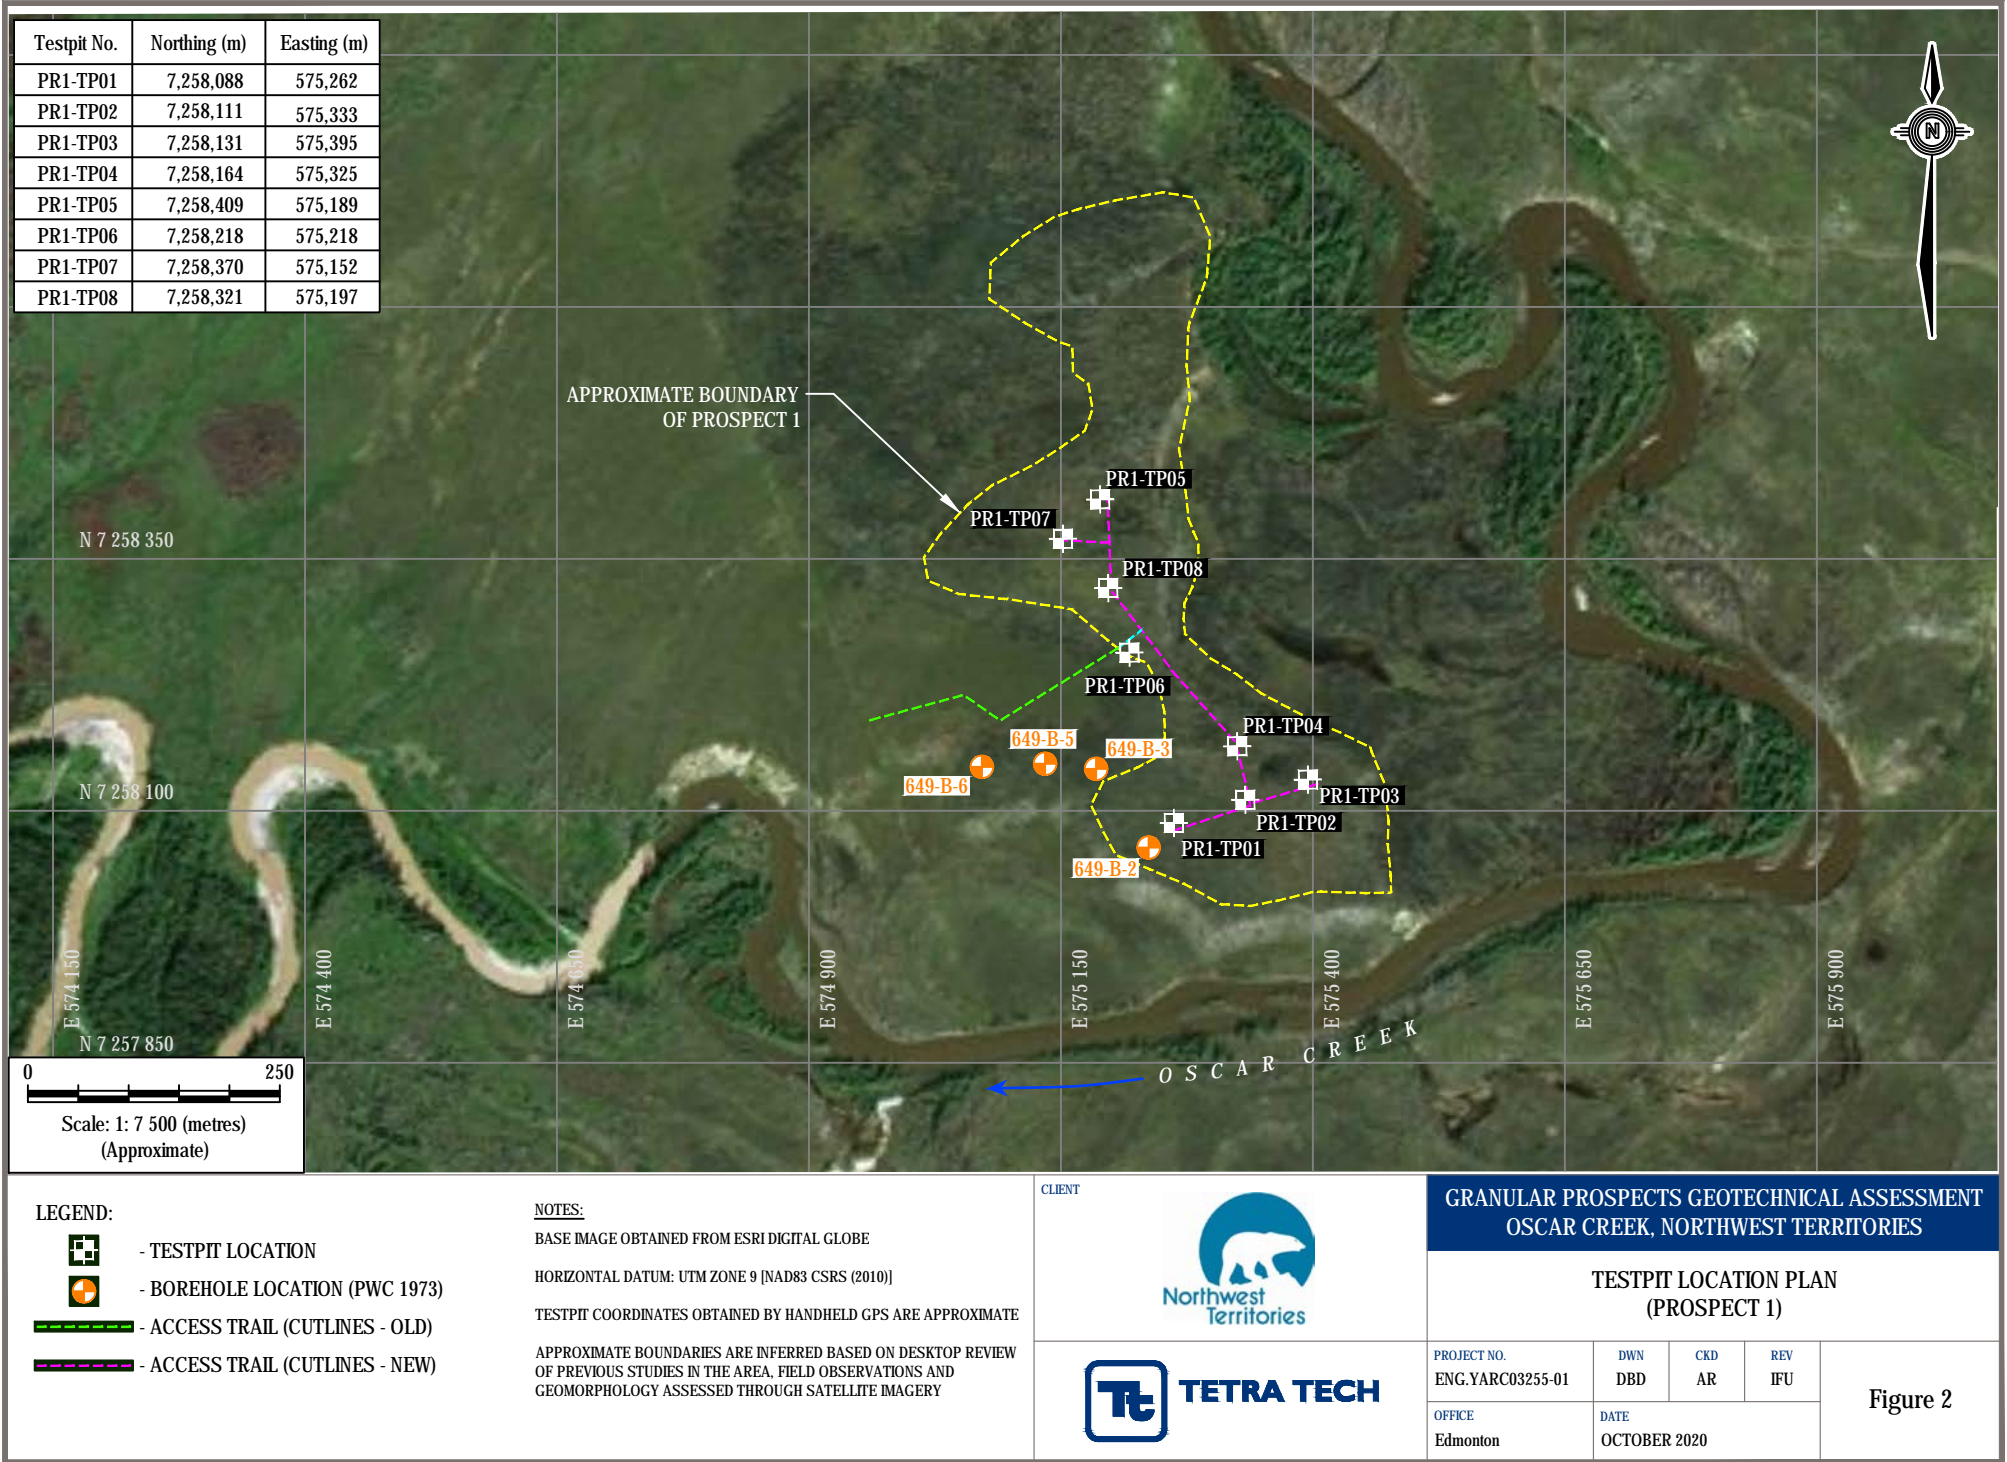 Testpit No. Northing (m) Easting (m)
PR1-TP01 7,258,088 575,262
PR1-TP02 7,258,111 575,333
PR1-TP03 7,258,131 575,395
PR1-TP04 7,258,164 575,325
PR1-TP05 7,258,409 575,189
PR1-TP06 7,258,218 575,218
PR1-TP07 7,258,370 575,152
PR1-TP08 7,258,321 575,197
N
APPROXIMATE BOUNDARY
OF PROSPECT 1
PR1-TP05
PR1-TP07
N 7 258 350
PR1-TP08
PR1-TP06
PR1-TP04
649-B-5
649-B-3
649-B-6
N 7 258 100
PR1-TP03
PR1-TP02
PR1-TP01
649-B-2
E 574 150
E 574 400
E 574 650
E 574 900
E 575 150
E 575 400
E 575 650
E 575 900
N 7 257 850
OSCAR CREEK
0 250
Scale: 1: 7 500 (metres)
(Approximate)
LEGEND:
- TESTPIT LOCATION
- BOREHOLE LOCATION (PWC 1973)
- ACCESS TRAIL (CUTLINES - OLD)
- ACCESS TRAIL (CUTLINES - NEW)
NOTES:
BASE IMAGE OBTAINED FROM ESRI DIGITAL GLOBE
HORIZONTAL DATUM: UTM ZONE 9 [NAD83 CSRS (2010)]
TESTPIT COORDINATES OBTAINED BY HANDHELD GPS ARE APPROXIMATE
APPROXIMATE BOUNDARIES ARE INFERRED BASED ON DESKTOP REVIEW
OF PREVIOUS STUDIES IN THE AREA, FIELD OBSERVATIONS AND
GEOMORPHOLOGY ASSESSED THROUGH SATELLITE IMAGERY
CLIENT
Northwest
Territories
Tt TETRA TECH
GRANULAR PROSPECTS GEOTECHNICAL ASSESSMENT
OSCAR CREEK, NORTHWEST TERRITORIES
TESTPIT LOCATION PLAN
(PROSPECT 1)
PROJECT NO. DWN CKD REV
ENG.YARC03255-01 DBD AR IFU
OFFICE DATE
Edmonton OCTOBER 2020
Figure 2